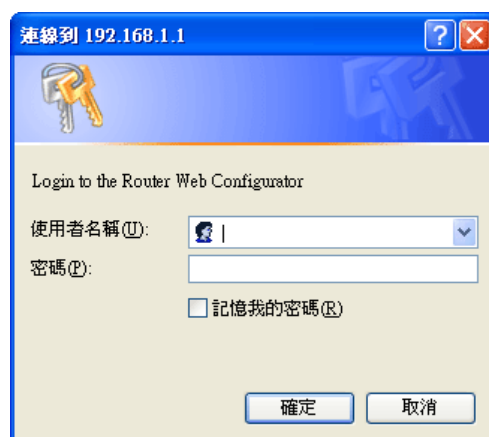 連線到 192.168.1.1
Login to the Router Web Configurator
使用者名稱(U):
密碼(P):
記憶我的密碼(R)
確定
取消